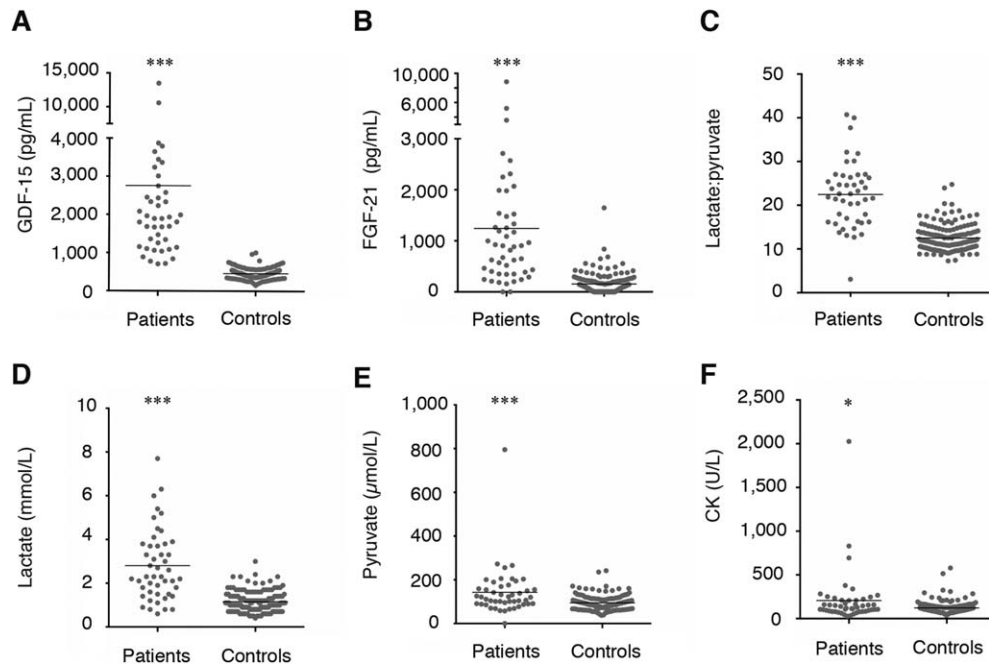 A
***
15,000
10,000
4,000
3,000
2,000
1,000
0
GDF-15 (pg/mL)
Patients Controls
B
***
10,000
8,000
6,000
4,000
3,000
2,000
1,000
0
FGF-21 (pg/mL)
Patients Controls
C
***
50
40
30
20
10
0
Lactate:pyruvate
Patients Controls
D
***
10
8
6
4
2
0
Lactate (mmol/L)
Patients Controls
E
***
1,000
800
600
400
200
0
Pyruvate (µmol/L)
Patients Controls
F
*
2,500
2,000
1,500
1,000
500
0
CK (U/L)
Patients Controls